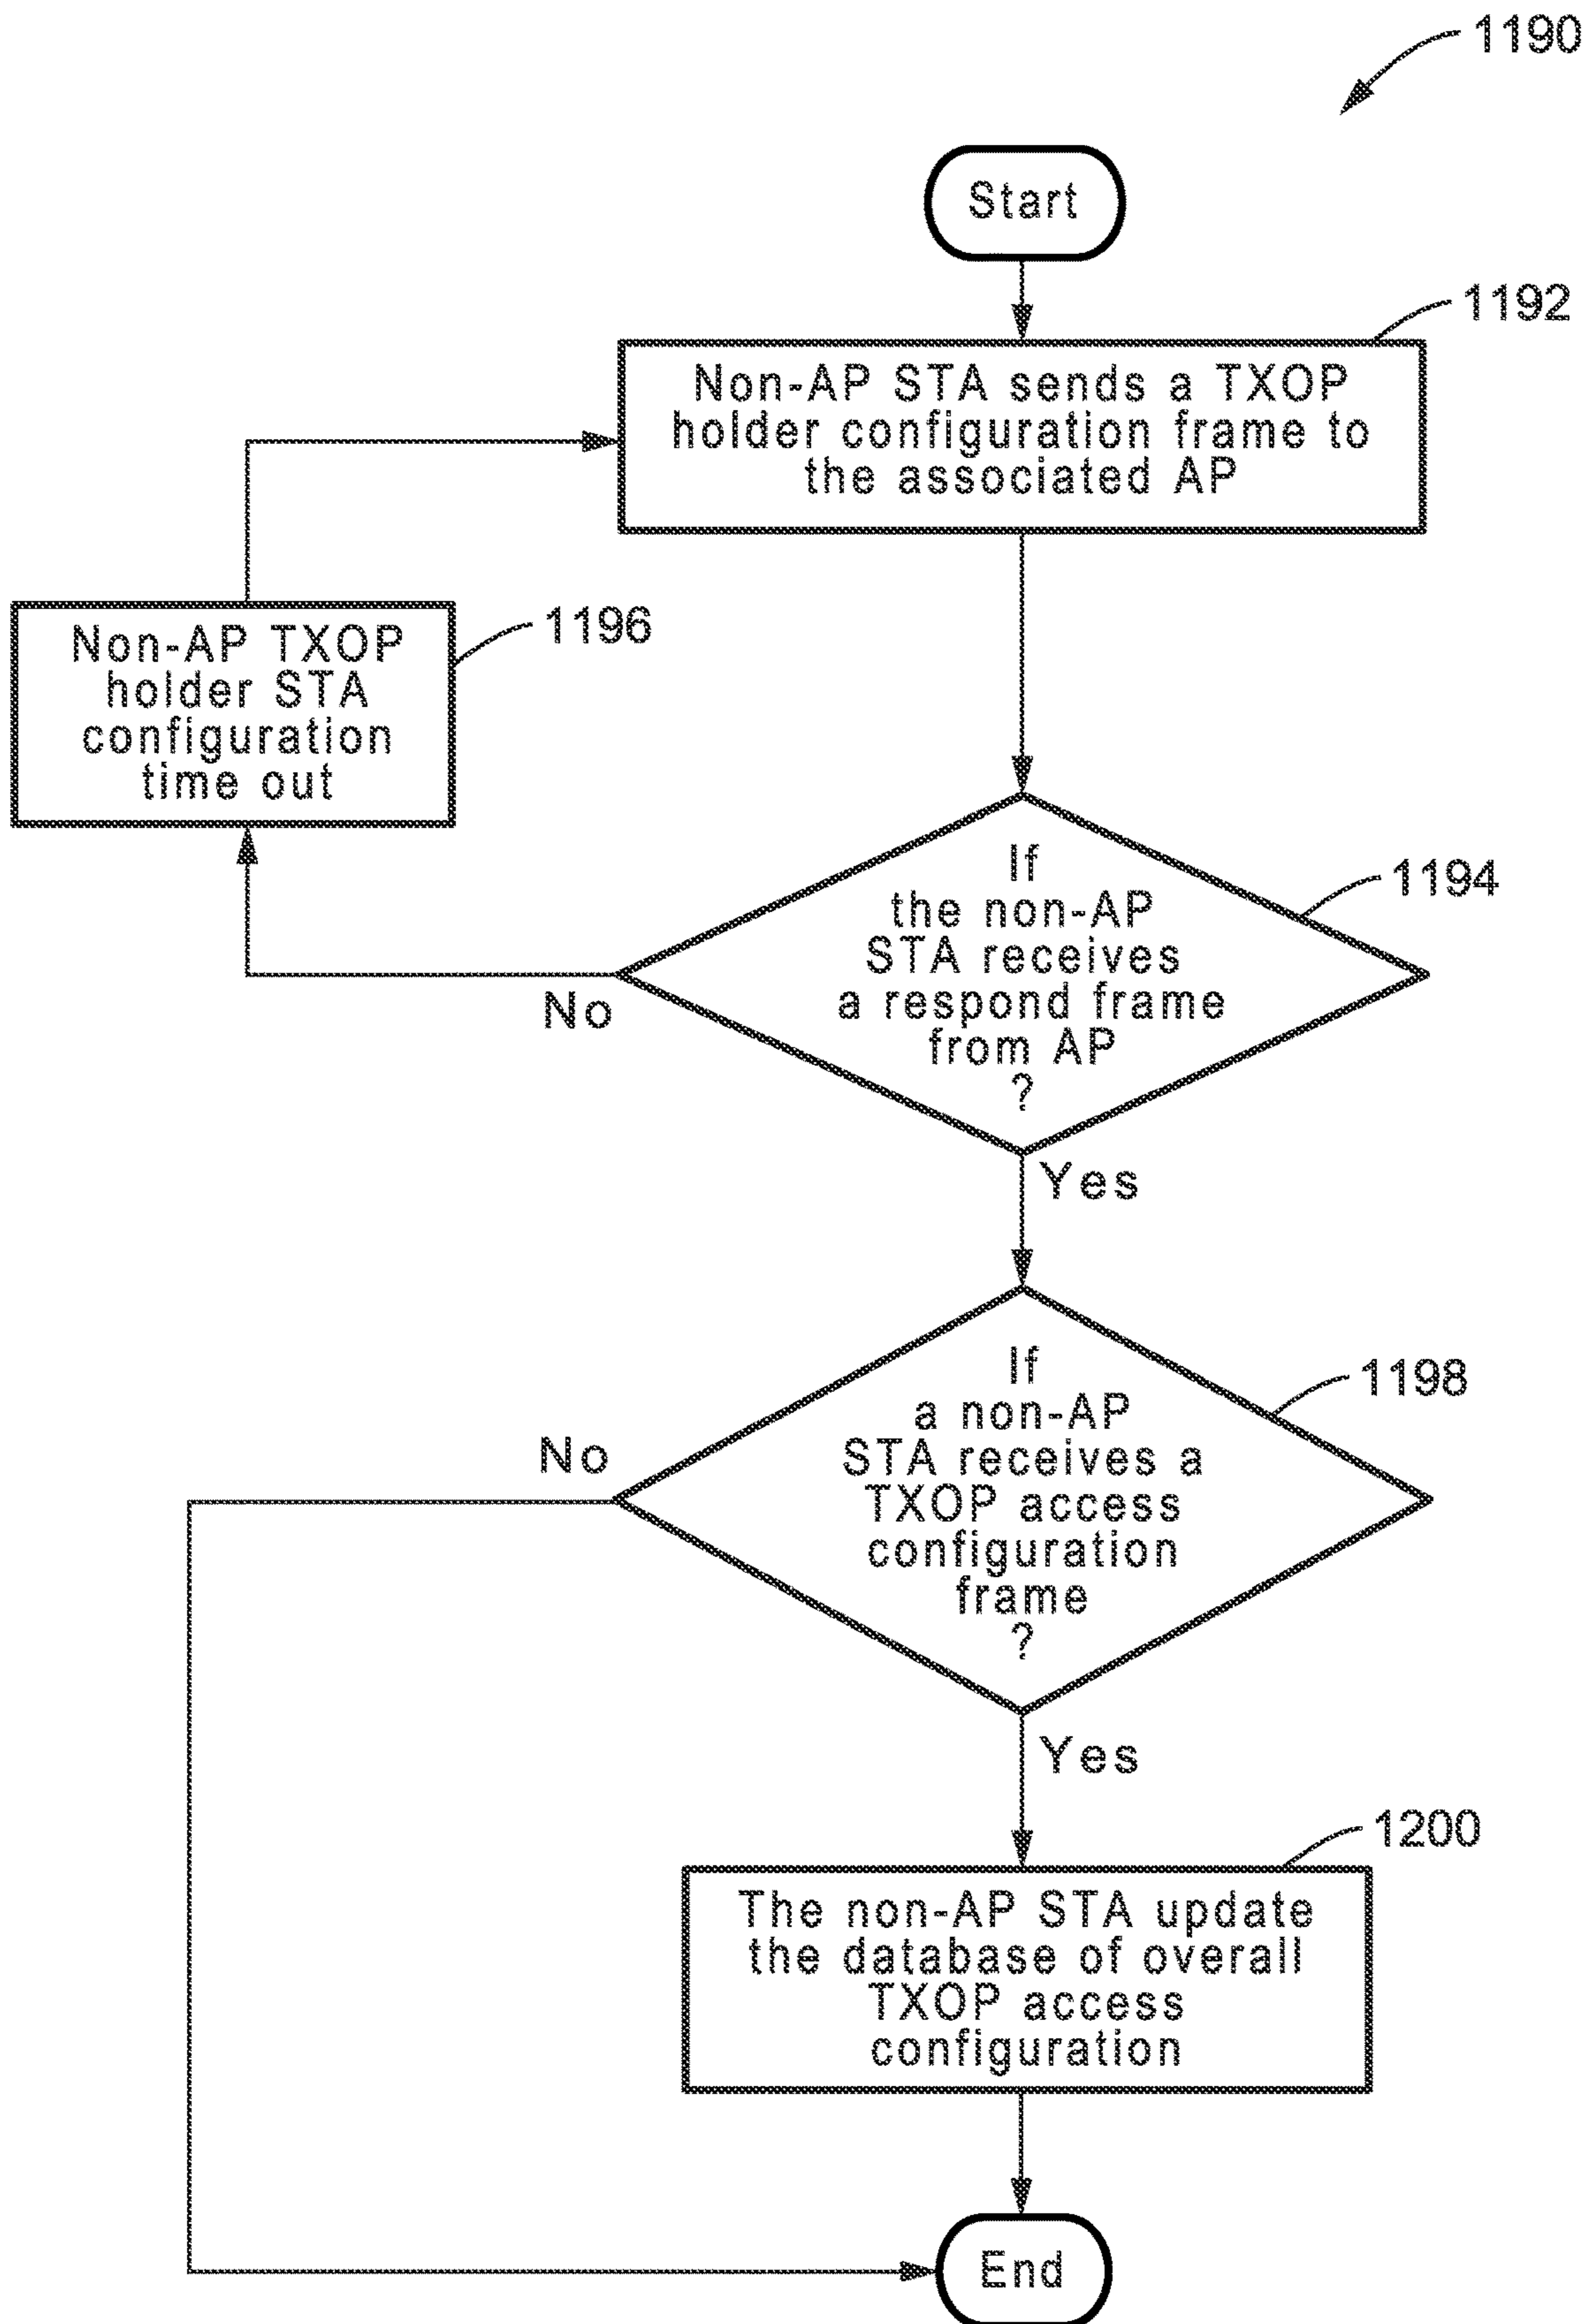 1190
Start
1192
Non-AP STA sends a TXOP
holder configuration frame to
the associated AP
1196
Non-AP TXOP
holder STA
configuration
time out
1194
If
the non-AP
STA receives
a respond frame
from AP
?
No
Yes
1198
If
a non-AP
STA receives a
TXOP access
configuration
frame
?
No
Yes
1200
The non-AP STA update
the database of overall
TXOP access
configuration
End